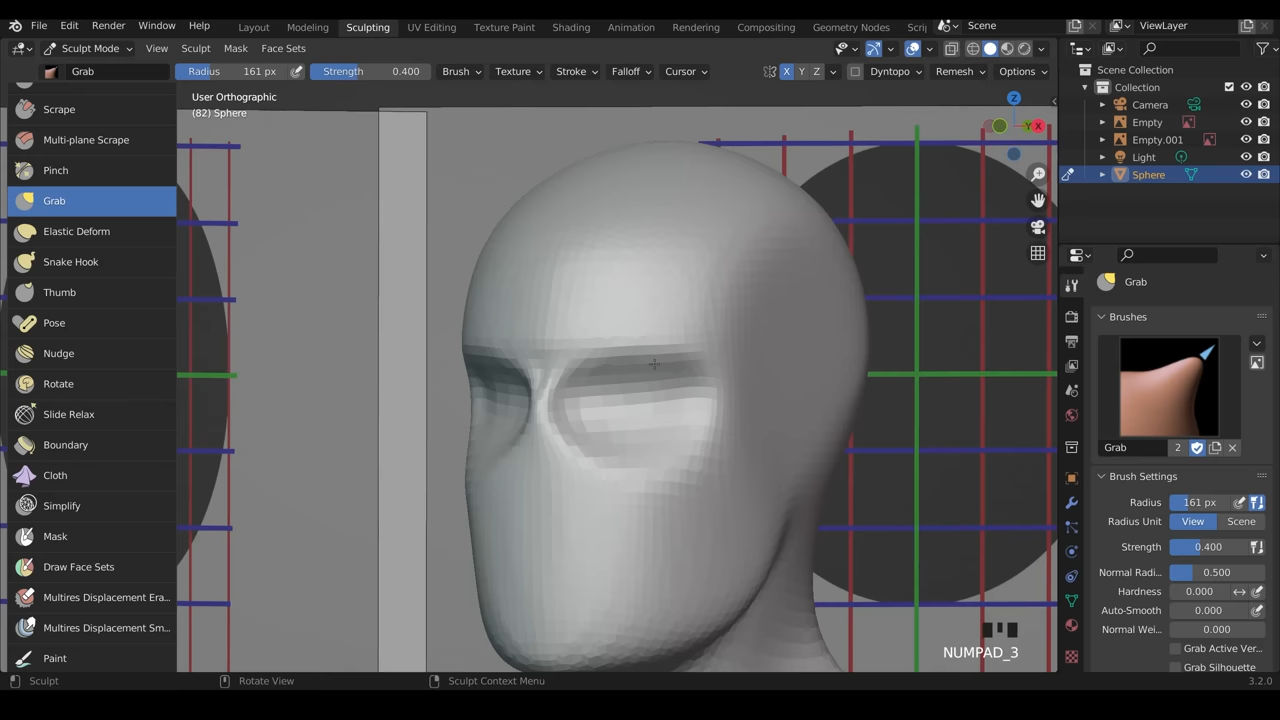 File Edit Render Window Help
Layout Modeling Sculpting UV Editing Texture Paint Shading Animation Rendering Compositing Geometry Nodes Scri
Scene
ViewLayer
Sculpt Mode View Sculpt Mask Face Sets
Grab
Radius 161 px
Strength 0.400
Brush Texture Stroke Falloff Cursor
X Y Z
Dyntopo Remesh Options
Scrape
Multi-plane Scrape
Pinch
Grab
Elastic Deform
Snake Hook
Thumb
Pose
Nudge
Rotate
Slide Relax
Boundary
Cloth
Simplify
Mask
Draw Face Sets
Multires Displacement Era...
Multires Displacement Sm...
Paint
User Orthographic
(82) Sphere
Z
Y X
NUMPAD_3
Scene Collection
Collection
Camera
Empty
Empty.001
Light
Sphere
Grab
Brushes
Grab 2
Brush Settings
Radius 161 px
Radius Unit View Scene
Strength 0.400
Normal Radi... 0.500
Hardness 0.000
Auto-Smooth 0.000
Normal Wei... 0.000
Grab Active Ver...
Grab Silhouette
Sculpt
Rotate View
Sculpt Context Menu
3.2.0